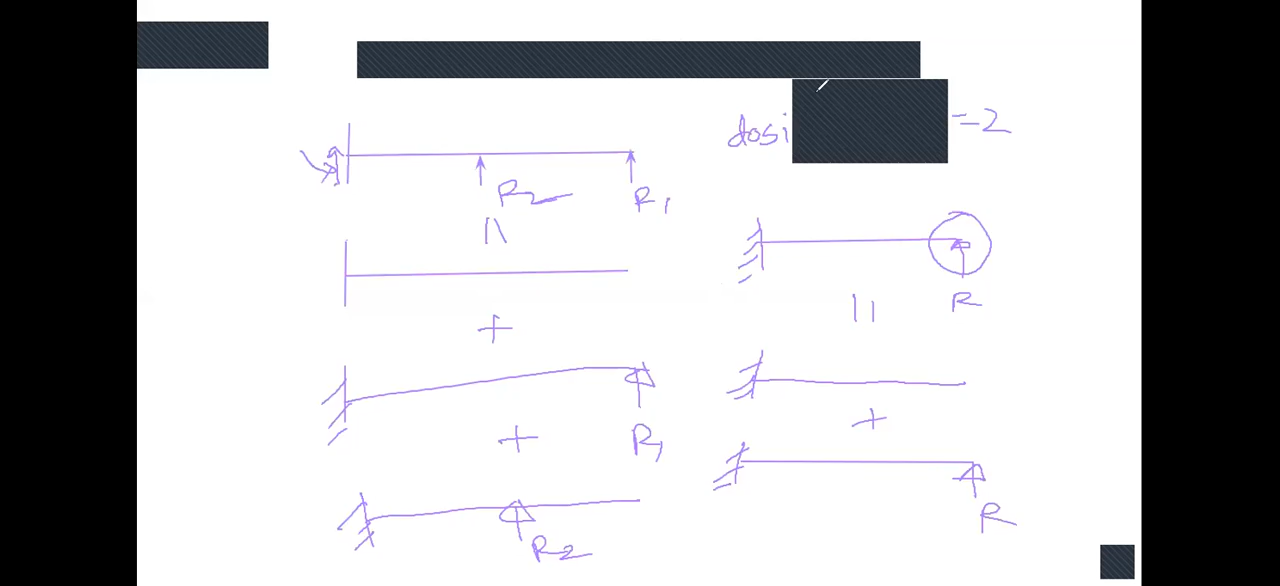 dosi =2
R2 R1
=
+
R1
+
R2
R
=
+
R